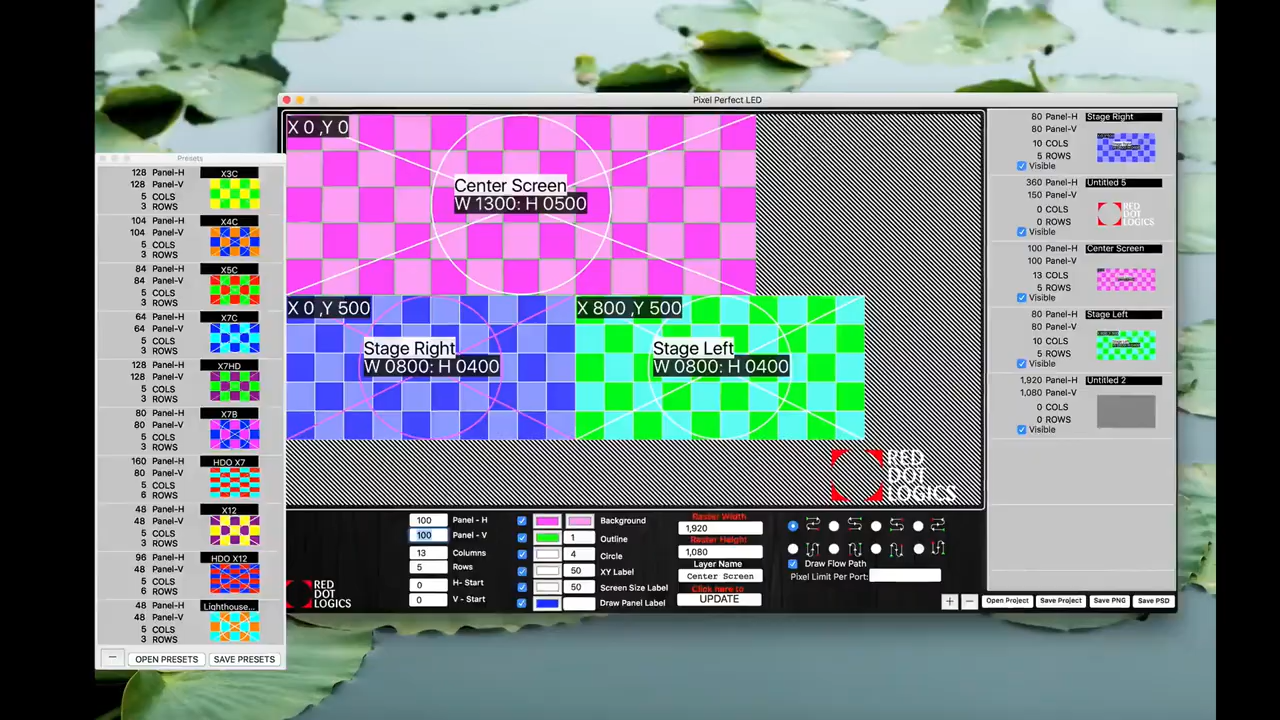 Pixel Perfect LED
Presets
128 Panel-H X3C
128 Panel-V
5 COLS
3 ROWS
104 Panel-H X4C
104 Panel-V
5 COLS
3 ROWS
84 Panel-H X5C
84 Panel-V
5 COLS
3 ROWS
64 Panel-H X7C
64 Panel-V
5 COLS
3 ROWS
128 Panel-H X7HD
128 Panel-V
5 COLS
3 ROWS
80 Panel-H X7B
80 Panel-V
5 COLS
3 ROWS
160 Panel-H HDO X7
80 Panel-V
5 COLS
6 ROWS
48 Panel-H X12
48 Panel-V
5 COLS
3 ROWS
96 Panel-H HDO X12
48 Panel-V
5 COLS
6 ROWS
48 Panel-H Lighthouse...
48 Panel-V
5 COLS
3 ROWS
− OPEN PRESETS SAVE PRESETS
X 0 ,Y 0
Center Screen
W 1300: H 0500
X 0 ,Y 500
Stage Right
W 0800: H 0400
X 800 ,Y 500
Stage Left
W 0800: H 0400
RED
DOT
LOGICS
80 Panel-H Stage Right
80 Panel-V
10 COLS
5 ROWS
Visible
360 Panel-H Untitled 5
150 Panel-V
0 COLS
0 ROWS
RED
DOT
LOGICS
Visible
100 Panel-H Center Screen
100 Panel-V
13 COLS
5 ROWS
Visible
80 Panel-H Stage Left
80 Panel-V
10 COLS
5 ROWS
Visible
1,920 Panel-H Untitled 2
1,080 Panel-V
0 COLS
0 ROWS
Visible
RED
DOT
LOGICS
100 Panel - H
100 Panel - V
13 Columns
5 Rows
0 H- Start
0 V - Start
Background
1 Outline
4 Circle
50 XY Label
50 Screen Size Label
Draw Panel Label
Raster Width
1,920
Raster Height
1,080
Layer Name
Center Screen
Click here to
UPDATE
Draw Flow Path
Pixel Limit Per Port:
+ − Open Project Save Project Save PNG Save PSD